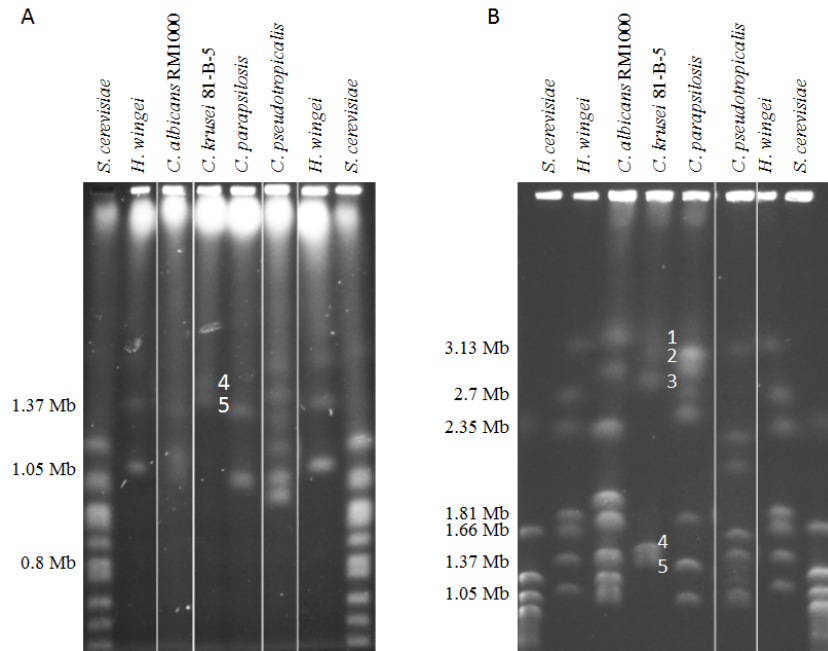 A
S. cerevisiae
H. wingei
C. albicans RM1000
C. krusei 81-B-5
C. parapsilosis
C. pseudotropicalis
H. wingei
S. cerevisiae
4
1.37 Mb
5
1.05 Mb
0.8 Mb
B
S. cerevisiae
H. wingei
C. albicans RM1000
C. krusei 81-B-5
C. parapsilosis
C. pseudotropicalis
H. wingei
S. cerevisiae
1
3.13 Mb
2
3
2.7 Mb
2.35 Mb
1.81 Mb
1.66 Mb
4
1.37 Mb
5
1.05 Mb